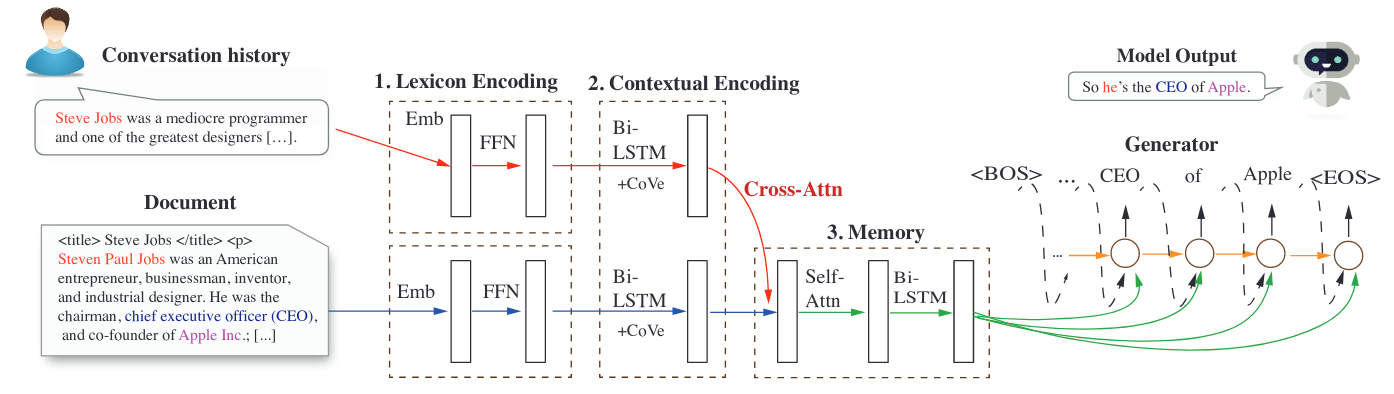 Conversation history
Steve Jobs was a mediocre programmer
and one of the greatest designers […].
Document
<title> Steve Jobs </title> <p>
Steven Paul Jobs was an American
entrepreneur, businessman, inventor,
and industrial designer. He was the
chairman, chief executive officer (CEO),
and co-founder of Apple Inc.; [...]
1. Lexicon Encoding
Emb
FFN
Emb
FFN
2. Contextual Encoding
Bi-
LSTM
+CoVe
Bi-
LSTM
+CoVe
Cross-Attn
3. Memory
Self-
Attn
Bi-
LSTM
Model Output
So he's the CEO of Apple.
Generator
<BOS> ... CEO of Apple <EOS>
...